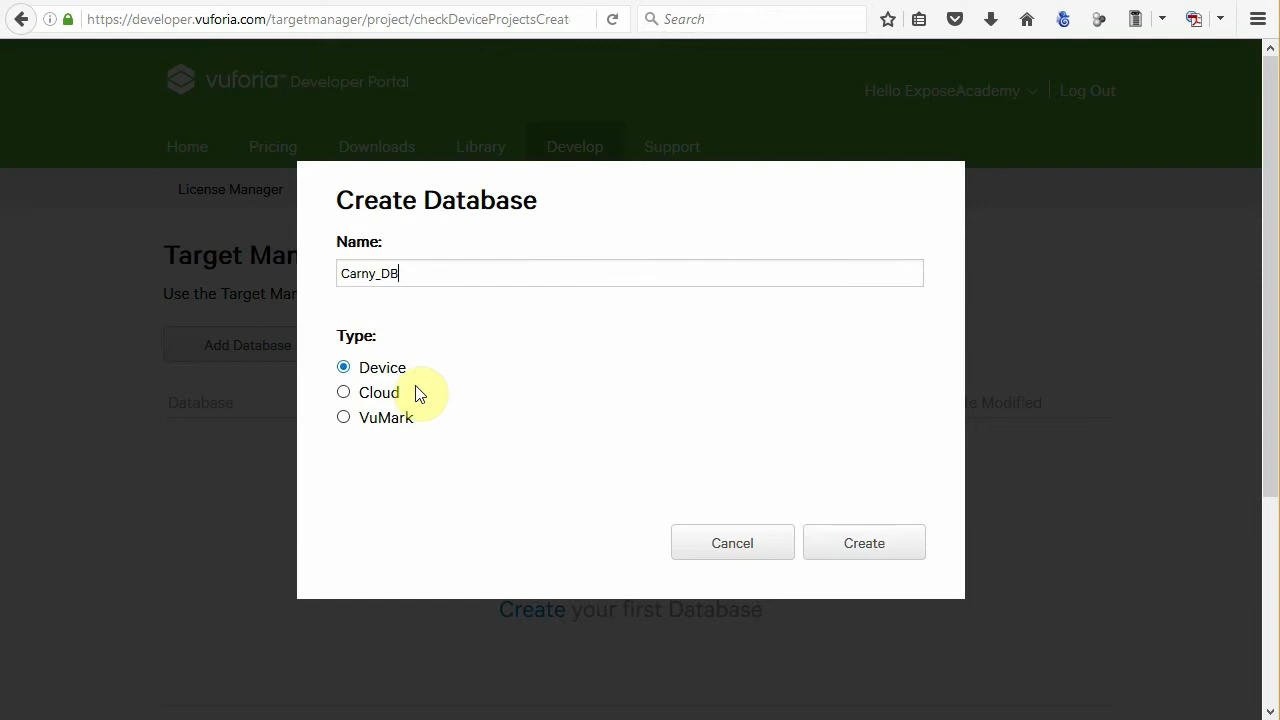 https://developer.vuforia.com/targetmanager/project/checkDeviceProjectsCreat
Search
vuforia™ Developer Portal
Hello ExposeAcademy
Log Out
Home
Pricing
Downloads
Library
Develop
Support
License Manager
Create Database
Name:
Target Man
Carny_DB
Use the Target Man
Type:
Add Database
Device
Cloud
VuMark
Database
Modified
Cancel
Create
Create your first Database